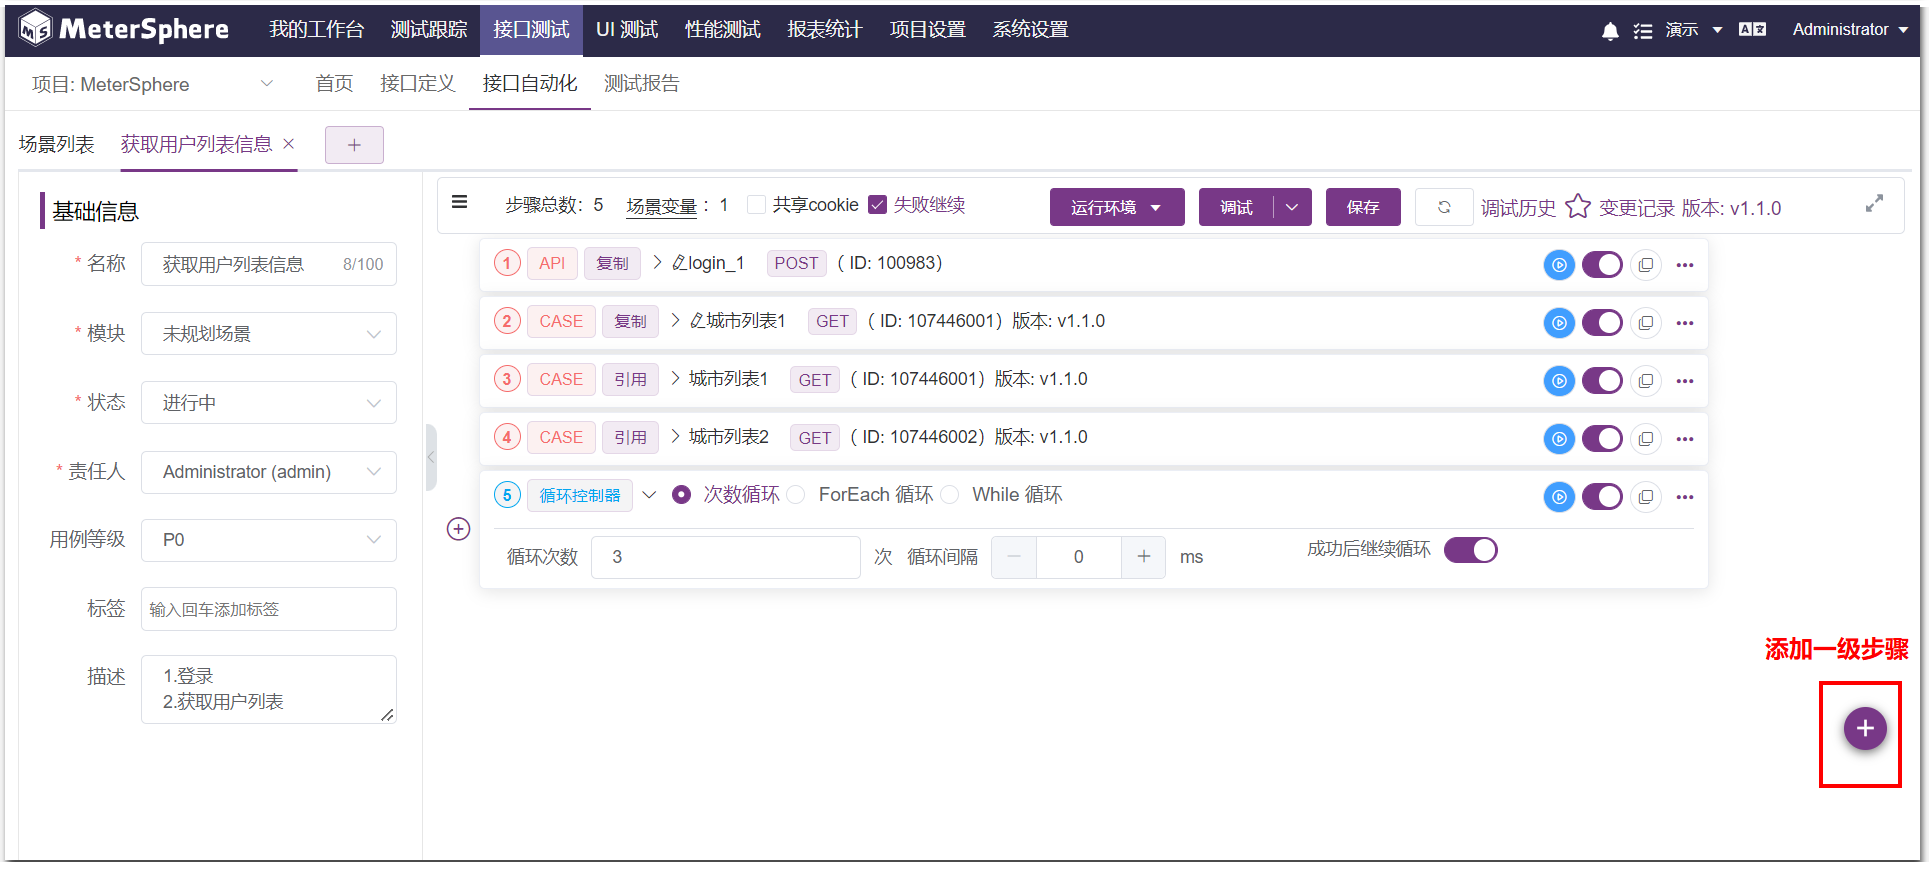 MeterSphere 我的工作台 测试跟踪 接口测试 UI 测试 性能测试 报表统计 项目设置 系统设置 演示 Administrator
项目: MeterSphere 首页 接口定义 接口自动化 测试报告
场景列表 获取用户列表信息 × +
基础信息
* 名称 获取用户列表信息 8/100
* 模块 未规划场景
* 状态 进行中
* 责任人 Administrator (admin)
用例等级 P0
标签 输入回车添加标签
描述 1.登录
2.获取用户列表
步骤总数: 5 场景变量 : 1 共享cookie 失败继续 运行环境 调试 保存 调试历史 变更记录 版本: v1.1.0
1 API 复制 login_1 POST ( ID: 100983)
2 CASE 复制 城市列表1 GET ( ID: 107446001) 版本: v1.1.0
3 CASE 引用 城市列表1 GET ( ID: 107446001) 版本: v1.1.0
4 CASE 引用 城市列表2 GET ( ID: 107446002) 版本: v1.1.0
5 循环控制器 次数循环 ForEach 循环 While 循环
循环次数 3 次 循环间隔 − 0 + ms 成功后继续循环
添加一级步骤
+